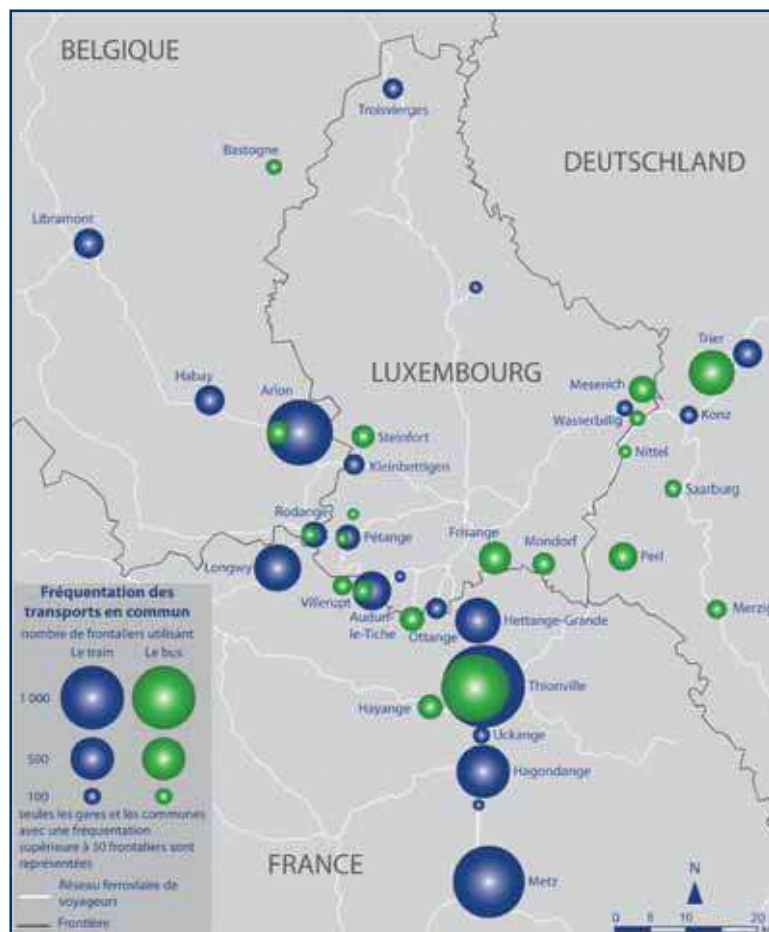 BELGIQUE
Troisvierges
Bastogne
DEUTSCHLAND
Libramont
Trier
LUXEMBOURG
Habay
Arlon
Mesenich
Wasserbillig
Konz
Steinfort
Kleinbettigen
Nittel
Saarburg
Rodange
Pétange
Frisange
Mondorf
Perl
Longwy
Villerupt
Audun-
le-Tiche
Ottange
Hettange-Grande
Merzig
Thionville
Hayange
Uckange
Hagondange
FRANCE
Metz
Fréquentation des
transports en commun
nombre de frontaliers utilisant
Le train
Le bus
1 000
500
100
seules les gares et les communes
avec une fréquentation
supérieure à 50 frontaliers sont
représentées
Réseau ferroviaire de
voyageurs
Frontière
N
0 5 10 20